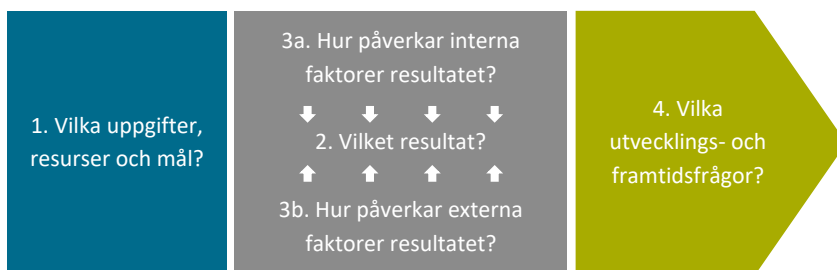 1. Vilka uppgifter,
resurser och mål?
3a. Hur påverkar interna
faktorer resultatet?
2. Vilket resultat?
3b. Hur påverkar externa
faktorer resultatet?
4. Vilka
utvecklings- och
framtidsfrågor?